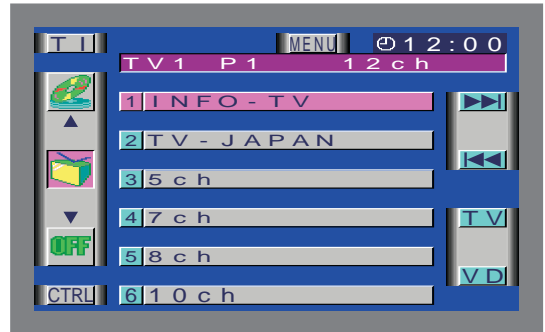 TI MENU 12:00
TV1 P1 12ch
1 INFO-TV
2 TV-JAPAN
3 5ch
4 7ch
TV
OFF
5 8ch
VD
CTRL
6 10ch